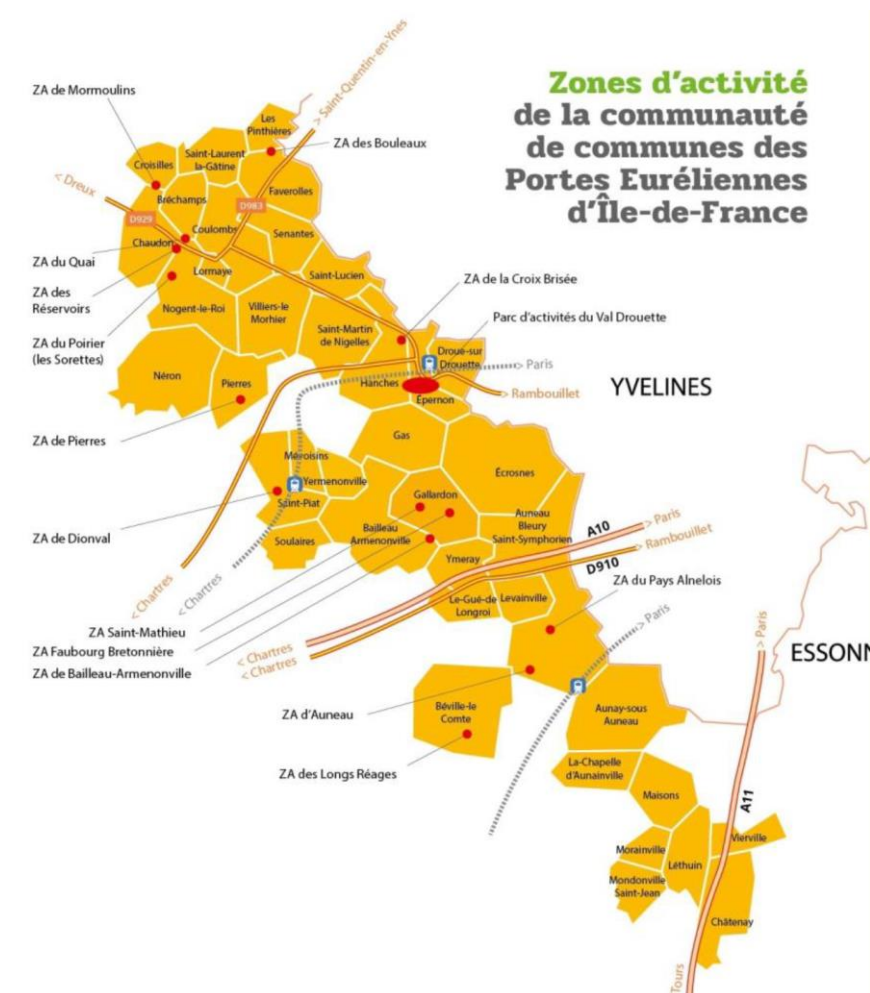 Zones d'activité
de la communauté
de communes des
Portes Euréliennes
d'Île-de-France
> Saint-Quentin-en-Ynes
ZA de Mormoulins
Les
Pinthières
ZA des Bouleaux
Saint-Laurent
la-Gâtine
Croisilles
< Dreux
Faverolles
Bréchamps
D983
D929
Coulombs
Senantes
Chaudon
ZA du Quai
Lormaye
Saint-Lucien
ZA de la Croix Brisée
ZA des
Réservoirs
Nogent-le-Roi
Villiers-le
Morhier
Parc d'activités du Val Drouette
Saint-Martin
de Nigelles
ZA du Poirier
(les Sorettes)
Droue-sur
Drouette
> Paris
Néron
Pierres
Hanches
> Rambouillet
YVELINES
Épernon
ZA de Pierres
Gas
Mévoisins
Écrosnes
Yermenonville
Gallardon
Saint-Piat
Auneau
Bleury
Saint-Symphorien
A10
> Paris
Bailleau
Armenonville
ZA de Dionval
Soulaires
> Rambouillet
Ymeray
D910
ZA du Pays Alnelois
< Chartres
< Chartres
Le-Gué-de
Longroi
Levainville
> Paris
ZA Saint-Mathieu
ZA Faubourg Bretonnière
ZA de Bailleau-Armenonville
< Chartres
< Chartres
> Paris
ESSONN
ZA d'Auneau
Béville-le
Comte
Aunay-sous
Auneau
ZA des Longs Réages
La-Chapelle
d'Aunainville
Maisons
A11
Vierville
Morainville
Léthuin
Mondonville
Saint-Jean
Châtenay
Tours